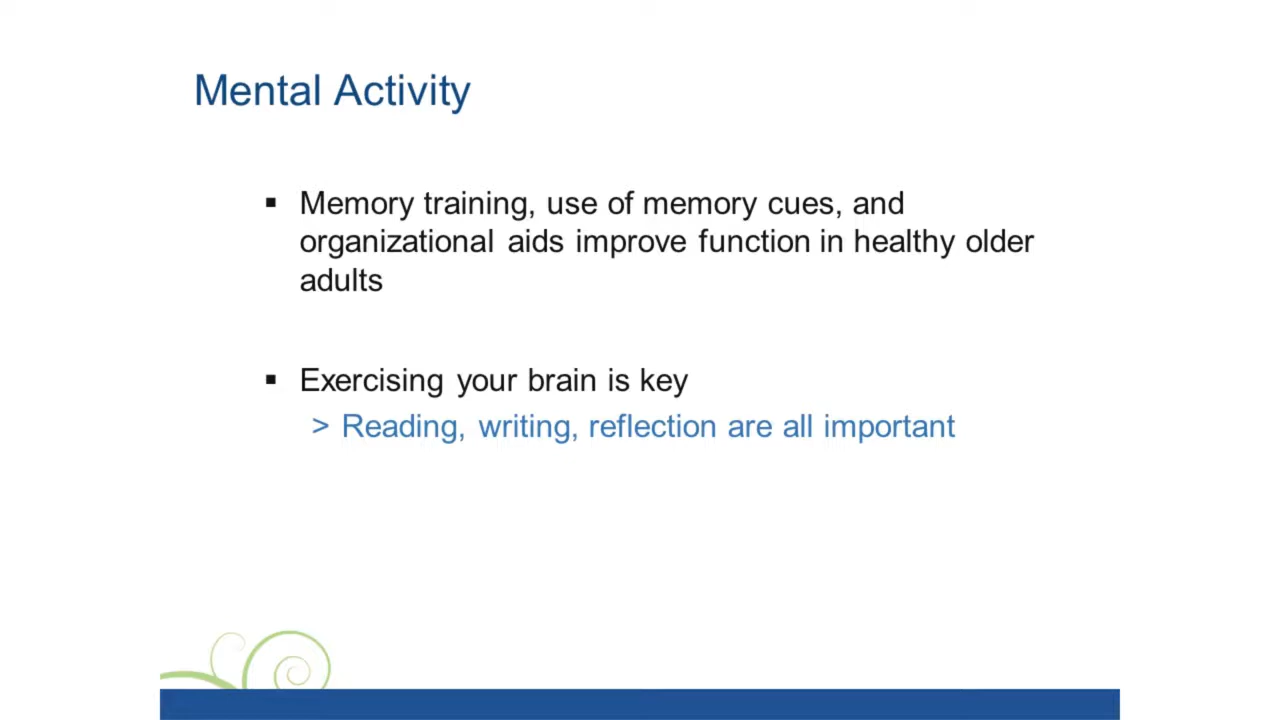 Mental Activity
▪ Memory training, use of memory cues, and
organizational aids improve function in healthy older
adults
▪ Exercising your brain is key
> Reading, writing, reflection are all important